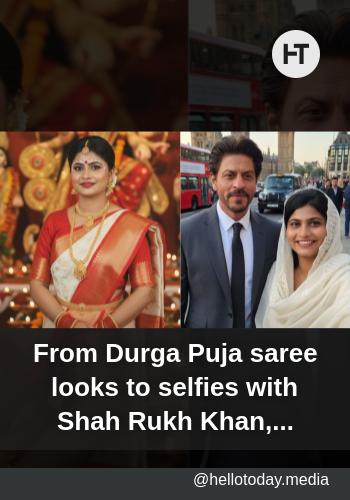 HT
From Durga Puja saree
looks to selfies with
Shah Rukh Khan,...
@hellotoday.media